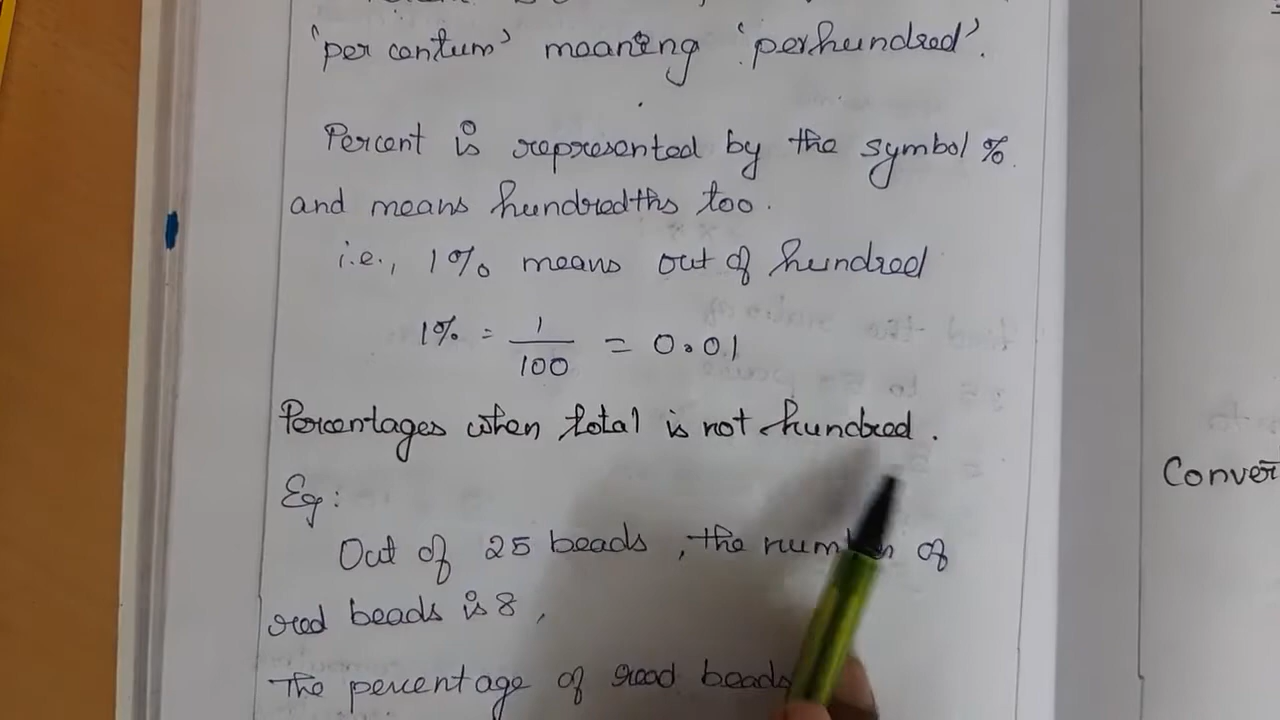 'per centum' meaning 'perhundred'.
Percent is represented by the symbol %
and means hundredths too.
i.e., 1% means out of hundred
1% = 1/100 = 0.01
Percentages when total is not hundred.
Eg:
Out of 25 beads, the number of
red beads is 8,
The percentage of read beads
Conver